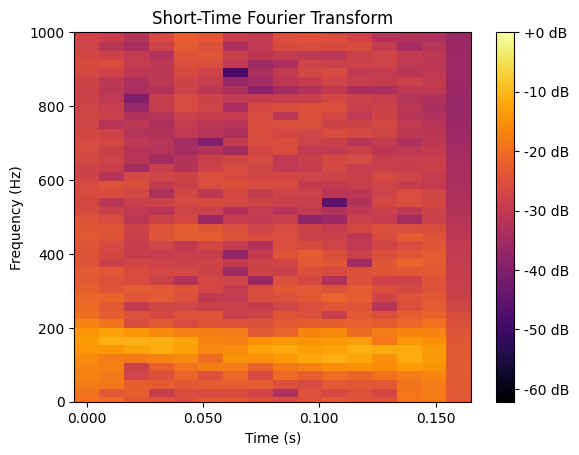 Short-Time Fourier Transform
Frequency (Hz)
1000
800
600
400
200
0
0.000
0.050
0.100
0.150
Time (s)
+0 dB
-10 dB
-20 dB
-30 dB
-40 dB
-50 dB
-60 dB